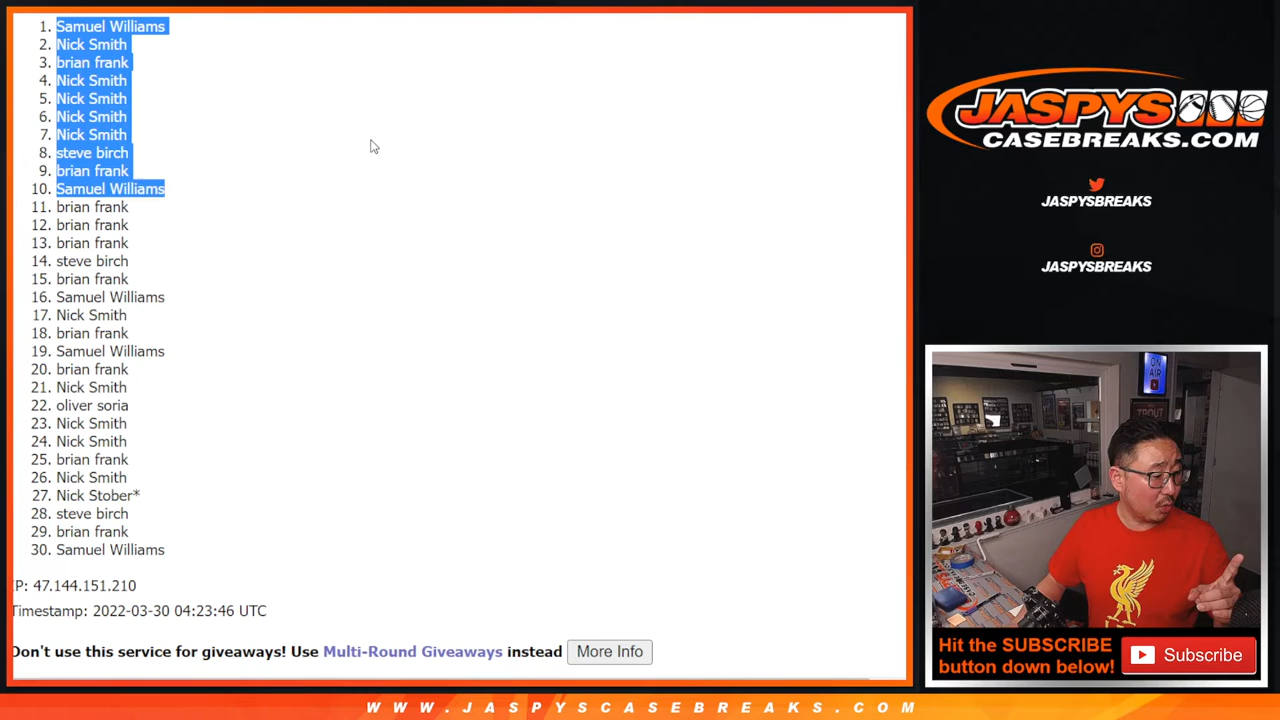 1. Samuel Williams
2. Nick Smith
3. brian frank
4. Nick Smith
5. Nick Smith
6. Nick Smith
7. Nick Smith
8. steve birch
9. brian frank
10. Samuel Williams
11. brian frank
12. brian frank
13. brian frank
14. steve birch
15. brian frank
16. Samuel Williams
17. Nick Smith
18. brian frank
19. Samuel Williams
20. brian frank
21. Nick Smith
22. oliver soria
23. Nick Smith
24. Nick Smith
25. brian frank
26. Nick Smith
27. Nick Stober*
28. steve birch
29. brian frank
30. Samuel Williams
IP: 47.144.151.210
Timestamp: 2022-03-30 04:23:46 UTC
Don't use this service for giveaways! Use Multi-Round Giveaways instead More Info
JASPYS
CASEBREAKS.COM
JASPYSBREAKS
JASPYSBREAKS
ON
AIR
TROUT
Hit the SUBSCRIBE
button down below!
Subscribe
WWW.JASPYSCASEBREAKS.COM